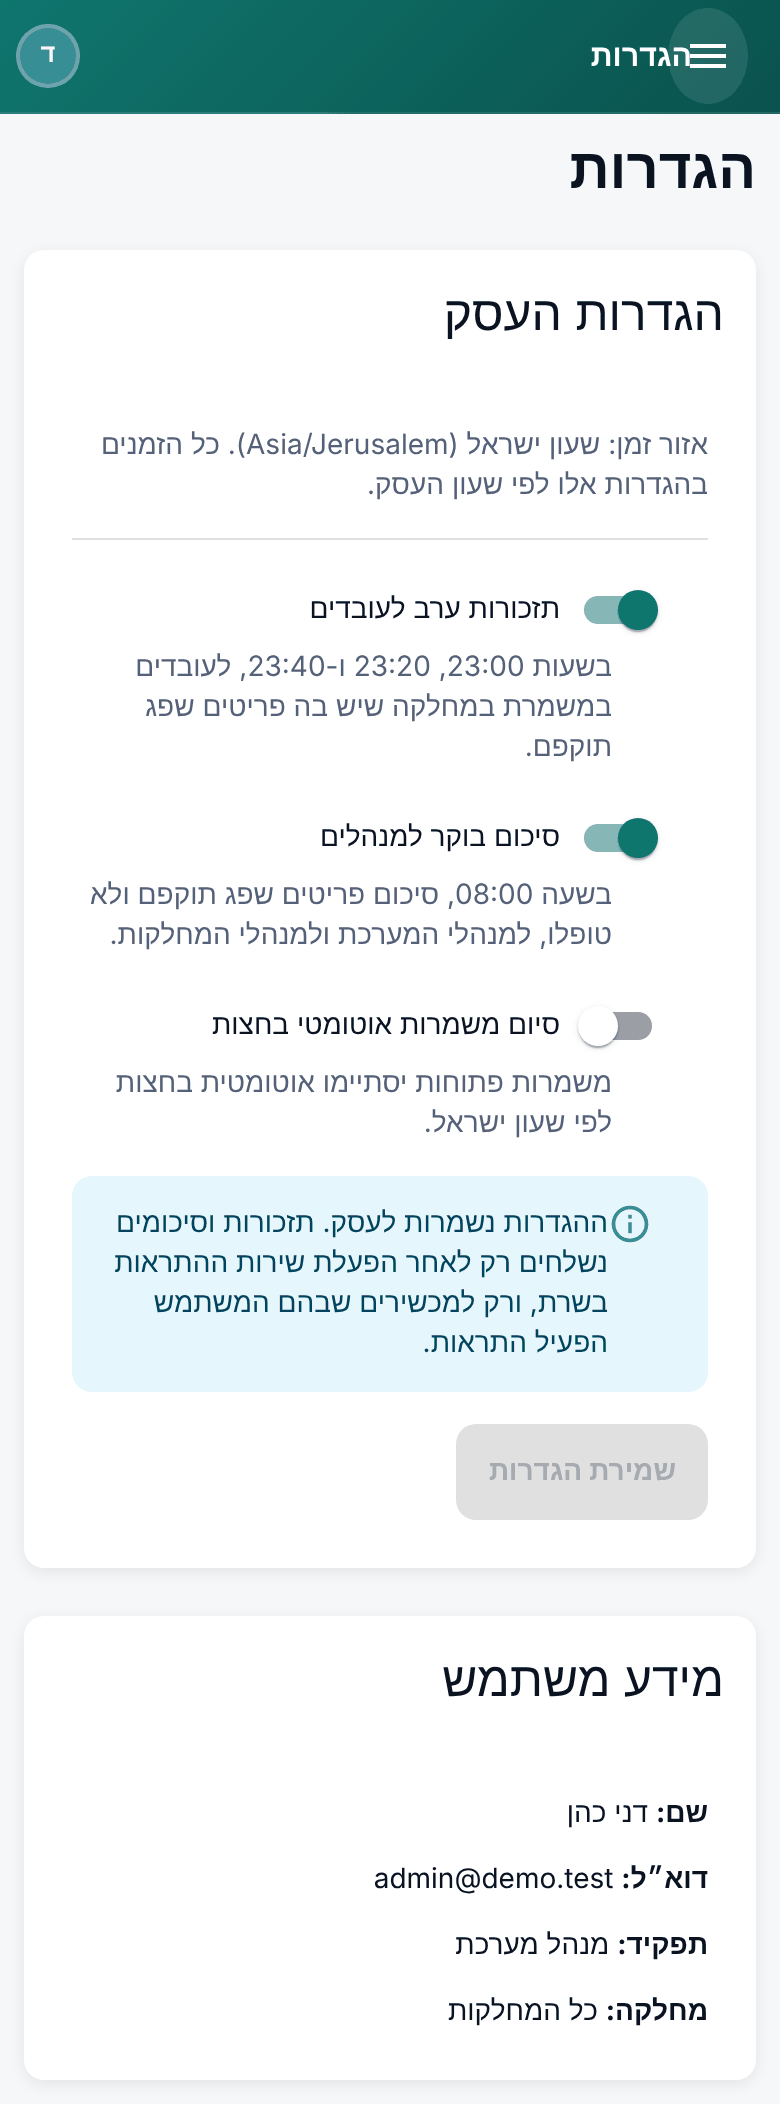 הגדרות
ד
הגדרות
הגדרות העסק
אזור זמן: שעון ישראל (Asia/Jerusalem). כל הזמנים
בהגדרות אלו לפי שעון העסק.
תזכורות ערב לעובדים
בשעות 23:00, 23:20 ו-23:40, לעובדים
במשמרת במחלקה שיש בה פריטים שפג
תוקפם.
סיכום בוקר למנהלים
בשעה 08:00, סיכום פריטים שפג תוקפם ולא
טופלו, למנהלי המערכת ולמנהלי המחלקות.
סיום משמרות אוטומטי בחצות
משמרות פתוחות יסתיימו אוטומטית בחצות
לפי שעון ישראל.
ההגדרות נשמרות לעסק. תזכורות וסיכומים
נשלחים רק לאחר הפעלת שירות ההתראות
בשרת, ורק למכשירים שבהם המשתמש
הפעיל התראות.
שמירת הגדרות
מידע משתמש
שם: דני כהן
דוא״ל: admin@demo.test
תפקיד: מנהל מערכת
מחלקה: כל המחלקות